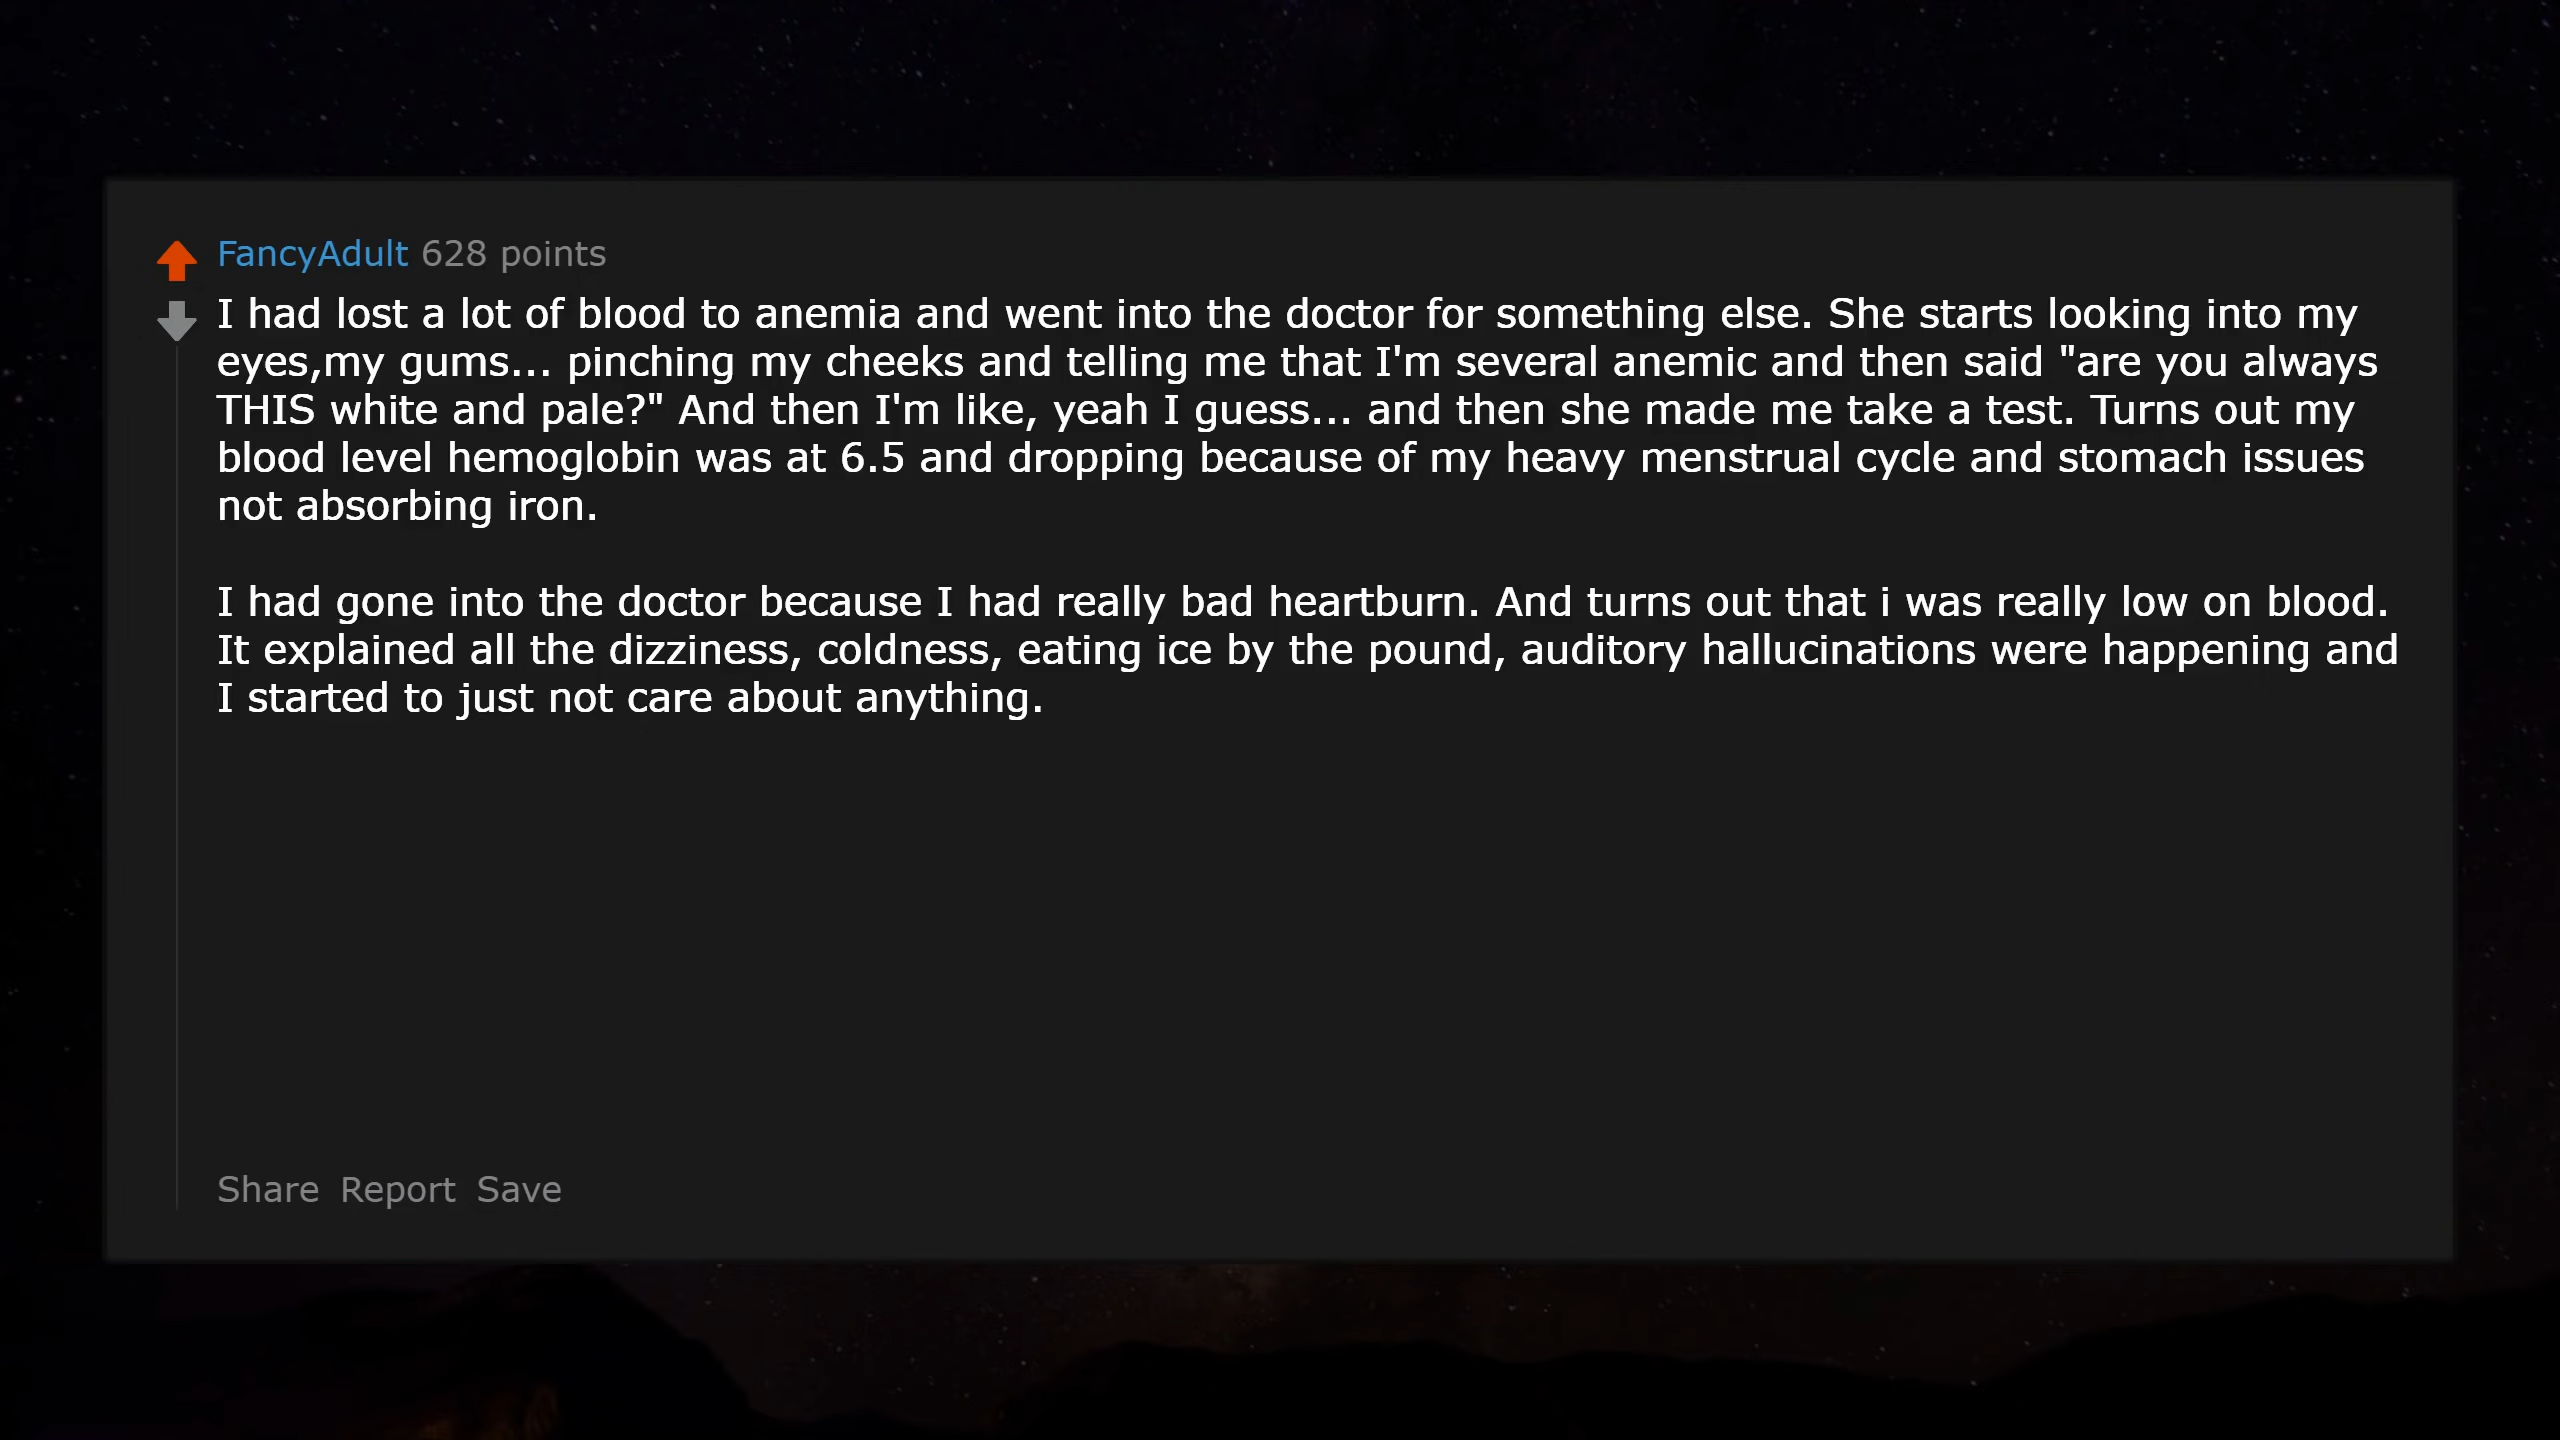 FancyAdult 628 points
I had lost a lot of blood to anemia and went into the doctor for something else. She starts looking into my
eyes,my gums... pinching my cheeks and telling me that I'm several anemic and then said "are you always
THIS white and pale?" And then I'm like, yeah I guess... and then she made me take a test. Turns out my
blood level hemoglobin was at 6.5 and dropping because of my heavy menstrual cycle and stomach issues
not absorbing iron.
I had gone into the doctor because I had really bad heartburn. And turns out that i was really low on blood.
It explained all the dizziness, coldness, eating ice by the pound, auditory hallucinations were happening and
I started to just not care about anything.
Share Report Save